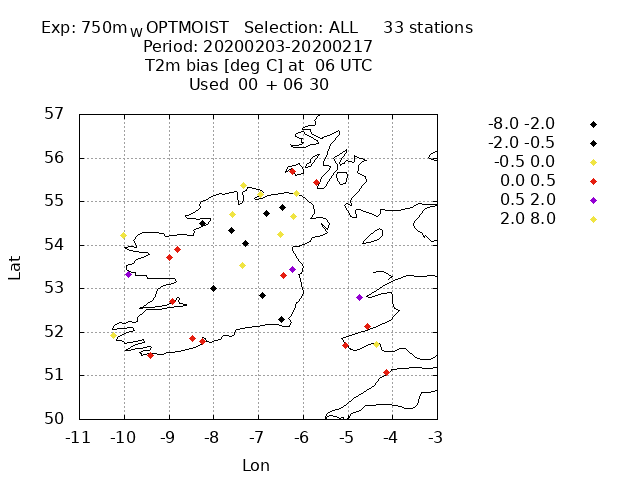 Exp: 750m_W OPTMOIST Selection: ALL 33 stations
Period: 20200203-20200217
T2m bias [deg C] at 06 UTC
Used 00 + 06 30
-8.0 -2.0
-2.0 -0.5
-0.5 0.0
0.0 0.5
0.5 2.0
2.0 8.0
57
56
55
54
53
52
51
50
Lat
-11 -10 -9 -8 -7 -6 -5 -4 -3
Lon